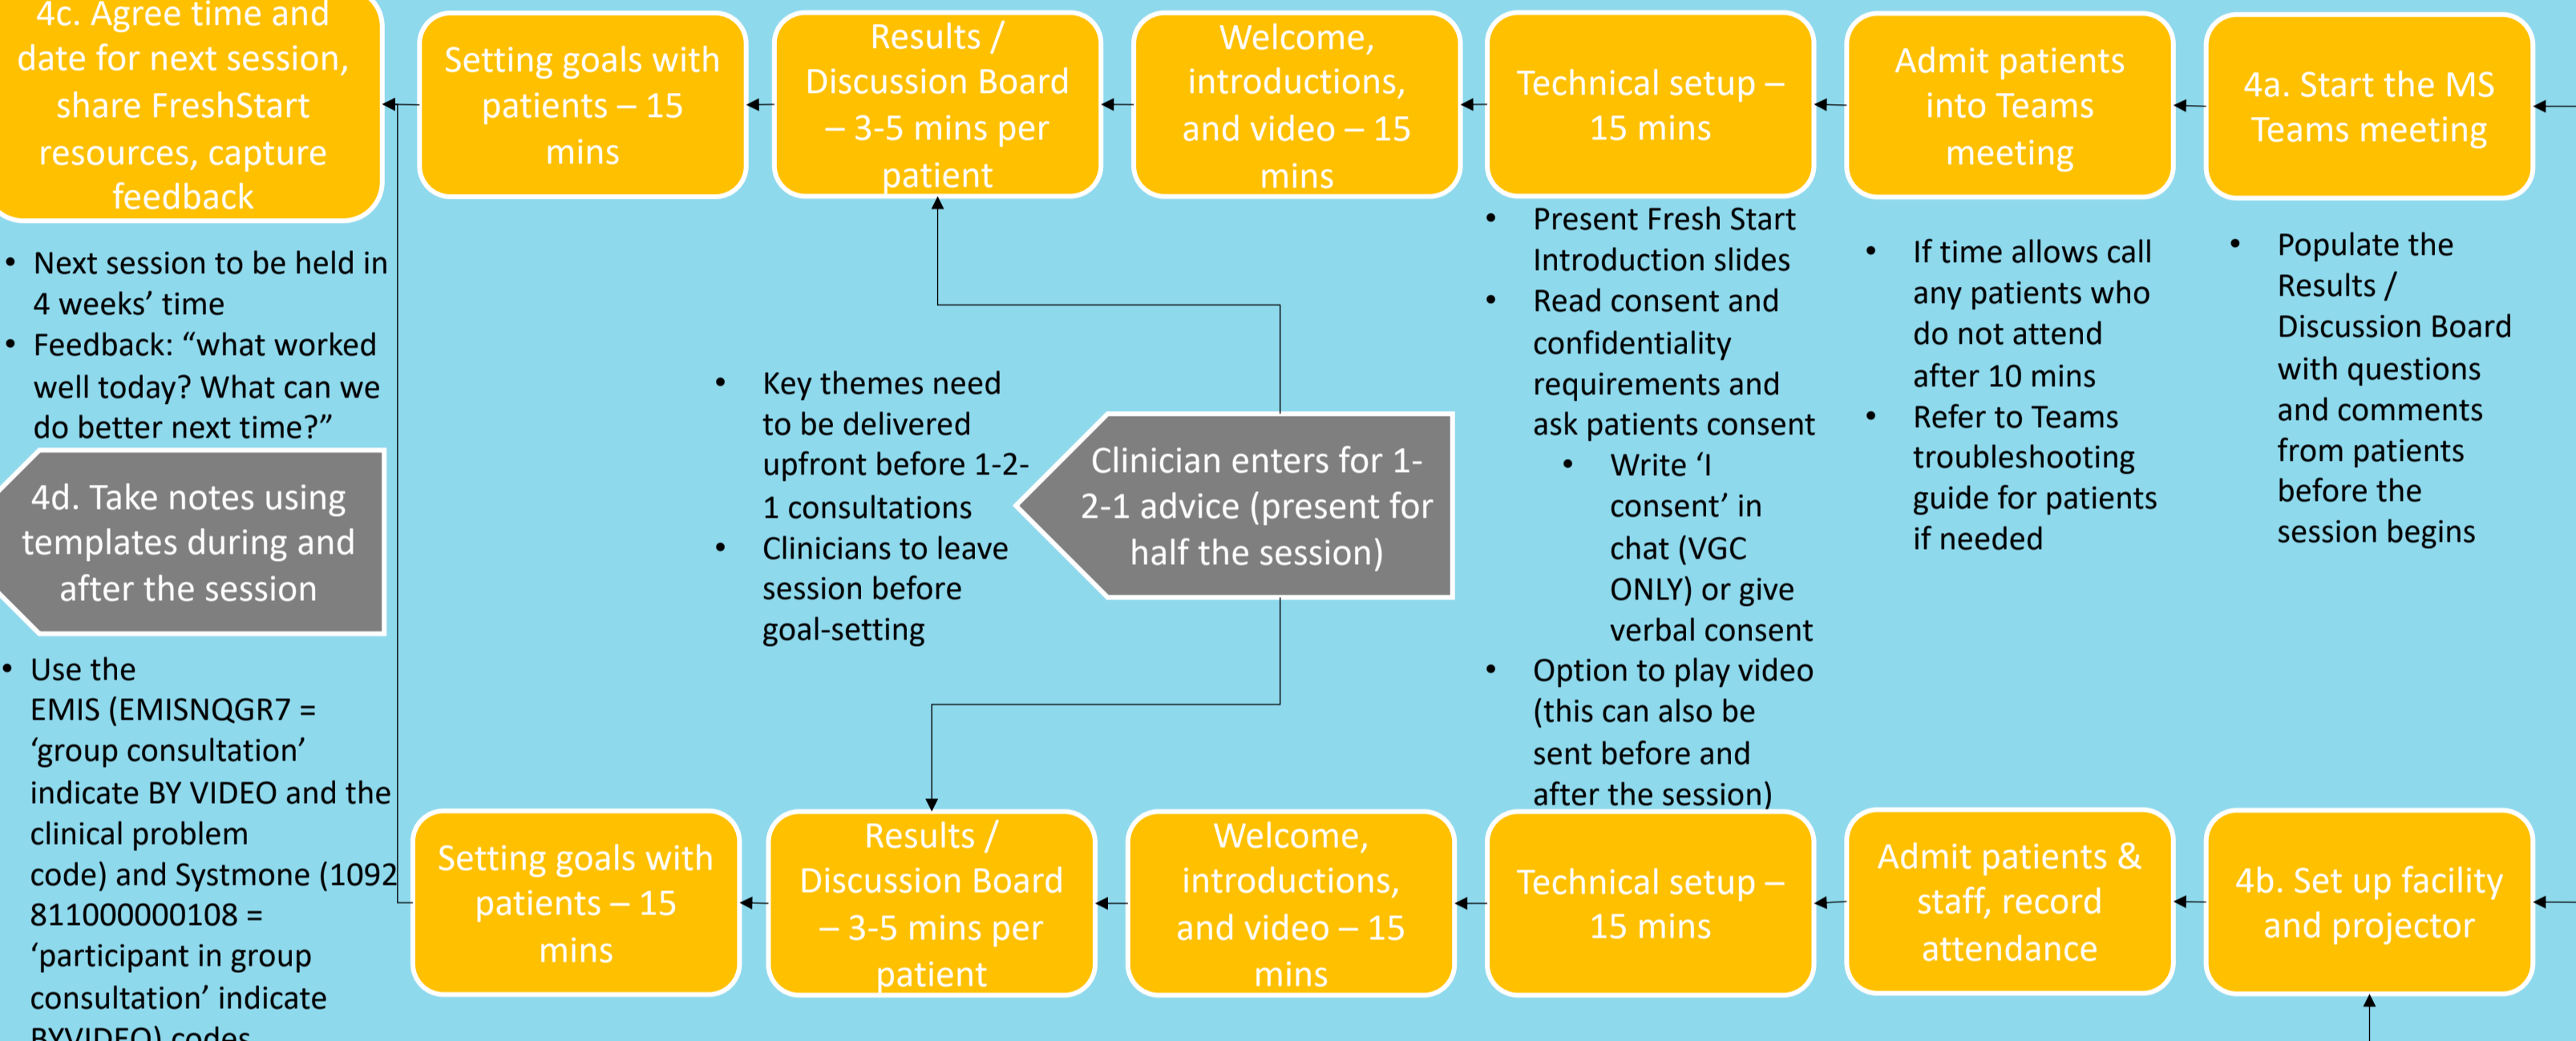 4c. Agree time and
date for next session,
share FreshStart
resources, capture
feedback
Setting goals with
patients – 15
mins
Results /
Discussion Board
– 3-5 mins per
patient
Welcome,
introductions,
and video – 15
mins
Technical setup –
15 mins
Admit patients
into Teams
meeting
4a. Start the MS
Teams meeting
• Next session to be held in
4 weeks’ time
• Feedback: “what worked
well today? What can we
do better next time?”
4d. Take notes using
templates during and
after the session
• Use the
EMIS (EMISNQGR7 =
‘group consultation’
indicate BY VIDEO and the
clinical problem
code) and Systmone (1092
811000000108 =
‘participant in group
consultation’ indicate
BYVIDEO) codes
• Key themes need
to be delivered
upfront before 1-2-
1 consultations
• Clinicians to leave
session before
goal-setting
Clinician enters for 1-
2-1 advice (present for
half the session)
• Present Fresh Start
Introduction slides
• Read consent and
confidentiality
requirements and
ask patients consent
• Write ‘I
consent’ in
chat (VGC
ONLY) or give
verbal consent
• Option to play video
(this can also be
sent before and
after the session)
• If time allows call
any patients who
do not attend
after 10 mins
• Refer to Teams
troubleshooting
guide for patients
if needed
• Populate the
Results /
Discussion Board
with questions
and comments
from patients
before the
session begins
Setting goals with
patients – 15
mins
Results /
Discussion Board
– 3-5 mins per
patient
Welcome,
introductions,
and video – 15
mins
Technical setup –
15 mins
Admit patients &
staff, record
attendance
4b. Set up facility
and projector